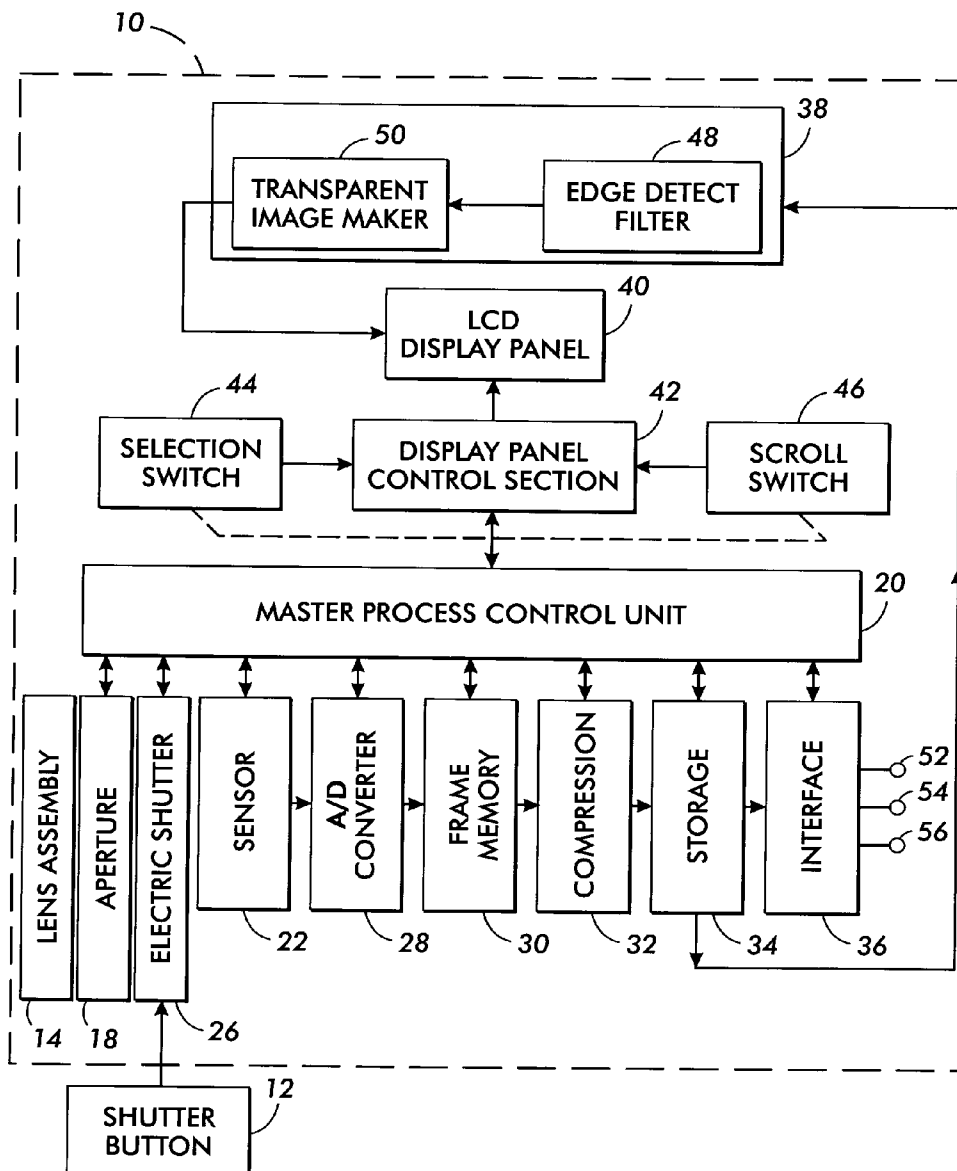 10
38
50
48
TRANSPARENT
IMAGE MAKER
EDGE DETECT
FILTER
40
LCD
DISPLAY PANEL
44
42
46
SELECTION
SWITCH
DISPLAY PANEL
CONTROL SECTION
SCROLL
SWITCH
20
MASTER PROCESS CONTROL UNIT
LENS ASSEMBLY
APERTURE
ELECTRIC SHUTTER
SENSOR
A/D
CONVERTER
FRAME
MEMORY
COMPRESSION
STORAGE
INTERFACE
52
54
56
22
28
30
32
34
36
14
18
26
12
SHUTTER
BUTTON